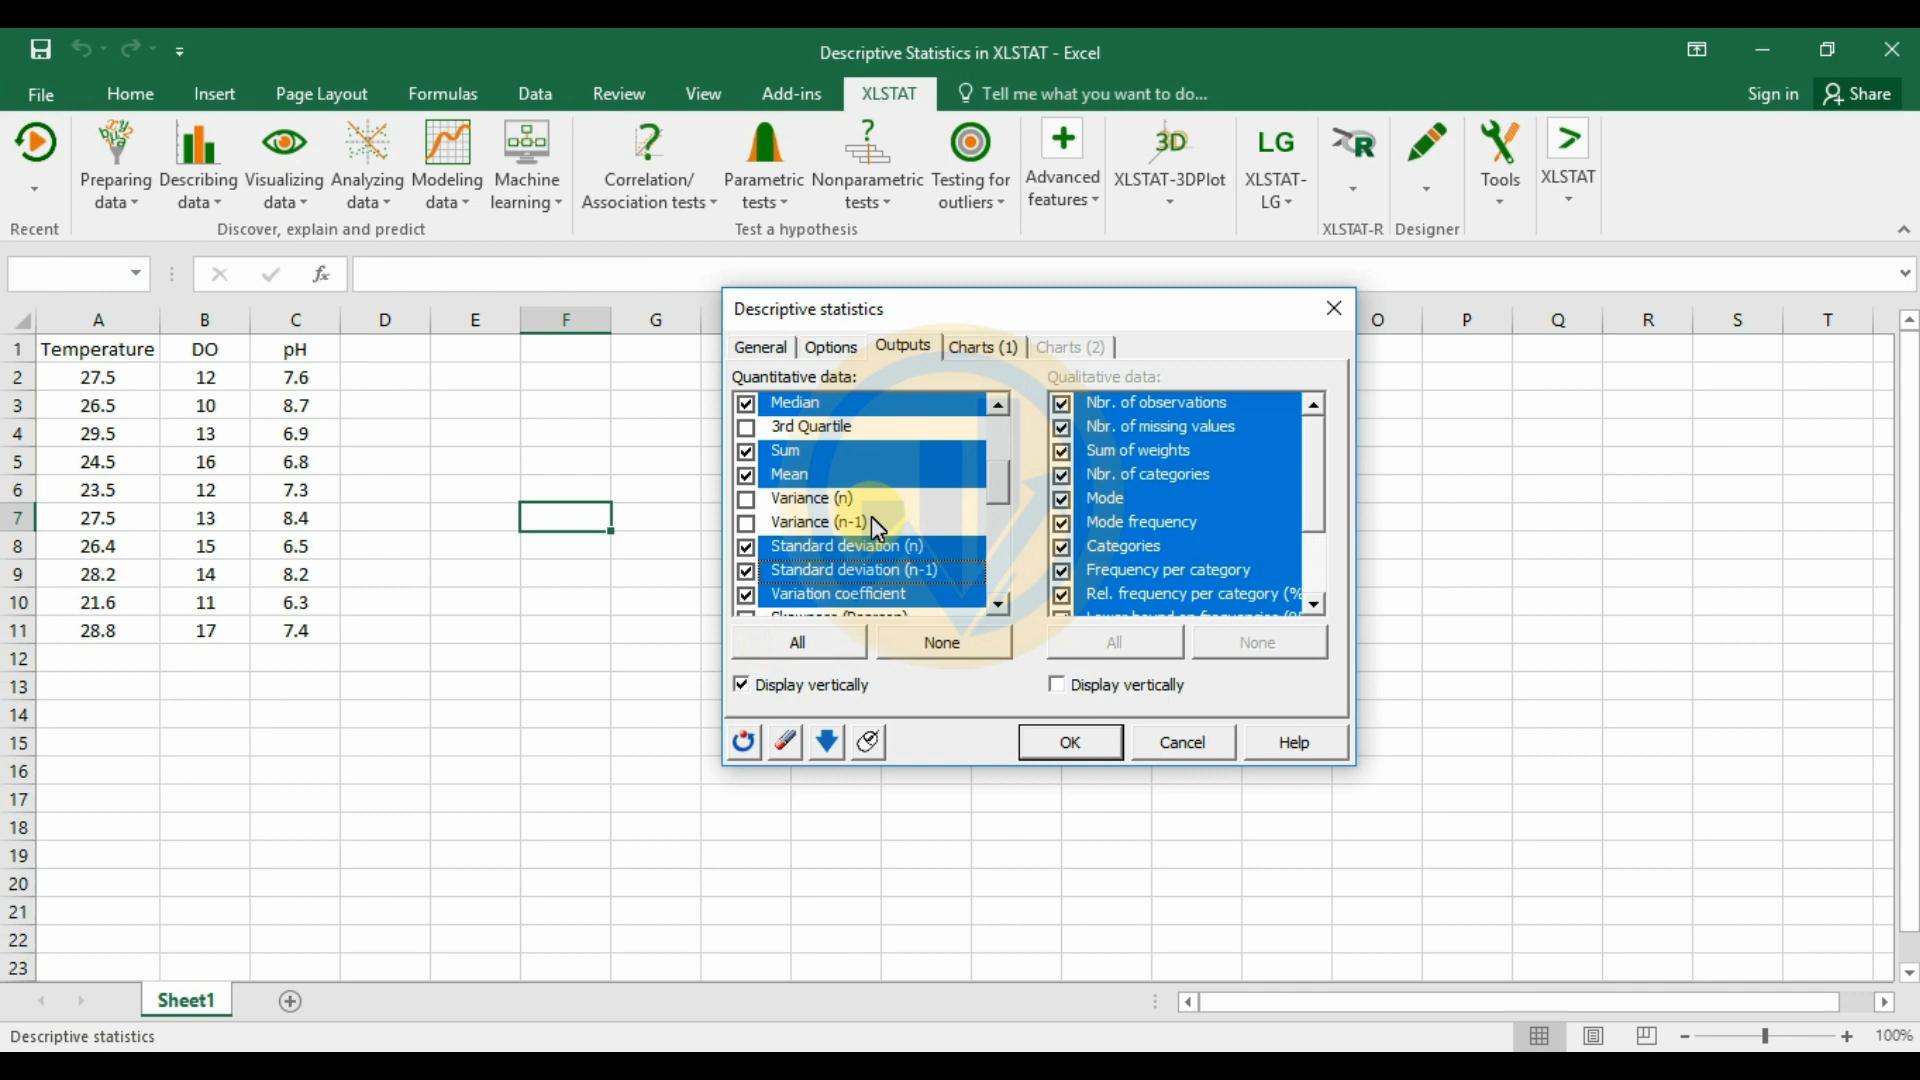 Descriptive Statistics in XLSTAT - Excel
File Home Insert Page Layout Formulas Data Review View Add-ins XLSTAT Tell me what you want to do... Sign in Share
Recent
Preparing data
Describing data
Visualizing data
Analyzing data
Modeling data
Machine learning
Discover, explain and predict
Correlation/ Association tests
Parametric tests
Nonparametric tests
Testing for outliers
Test a hypothesis
Advanced features
3D
XLSTAT-3DPlot
LG
XLSTAT-LG
R
XLSTAT-R
Designer
Tools
XLSTAT
fx
A B C D E F G O P Q R S T
1 Temperature DO pH
2 27.5 12 7.6
3 26.5 10 8.7
4 29.5 13 6.9
5 24.5 16 6.8
6 23.5 12 7.3
7 27.5 13 8.4
8 26.4 15 6.5
9 28.2 14 8.2
10 21.6 11 6.3
11 28.8 17 7.4
12
13
14
15
16
17
18
19
20
21
22
23
Descriptive statistics
General Options Outputs Charts (1) Charts (2)
Quantitative data:
Median
3rd Quartile
Sum
Mean
Variance (n)
Variance (n-1)
Standard deviation (n)
Standard deviation (n-1)
Variation coefficient
All None
Display vertically
Qualitative data:
Nbr. of observations
Nbr. of missing values
Sum of weights
Nbr. of categories
Mode
Mode frequency
Categories
Frequency per category
Rel. frequency per category (%
All None
Display vertically
OK Cancel Help
Sheet1
Descriptive statistics
100%